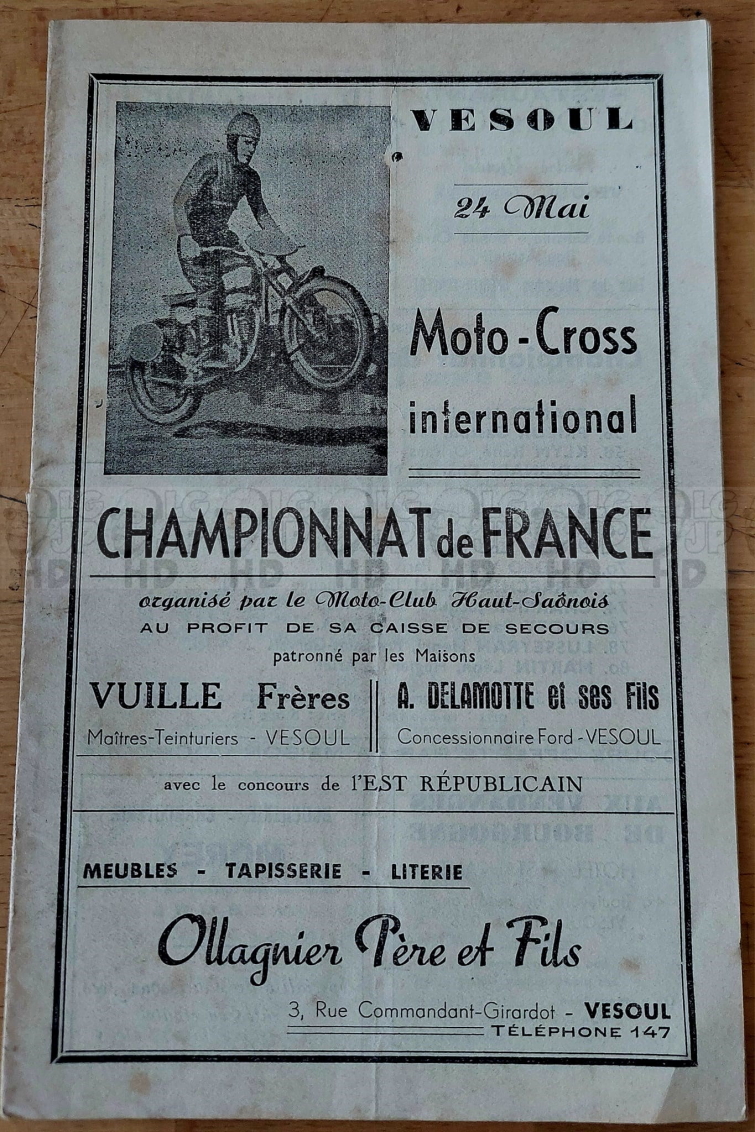 VESOUL
24 Mai
Moto-Cross
international
CHAMPIONNAT de FRANCE
organisé par le Moto-Club Haut-Saônois
AU PROFIT DE SA CAISSE DE SECOURS
patronné par les Maisons
VUILLE Frères
Maîtres-Teinturiers - VESOUL
A. DELAMOTTE et ses Fils
Concessionnaire Ford - VESOUL
avec le concours de l'EST RÉPUBLICAIN
MEUBLES - TAPISSERIE - LITERIE
Ollagnier Père et Fils
3, Rue Commandant-Girardot - VESOUL
TÉLÉPHONE 147